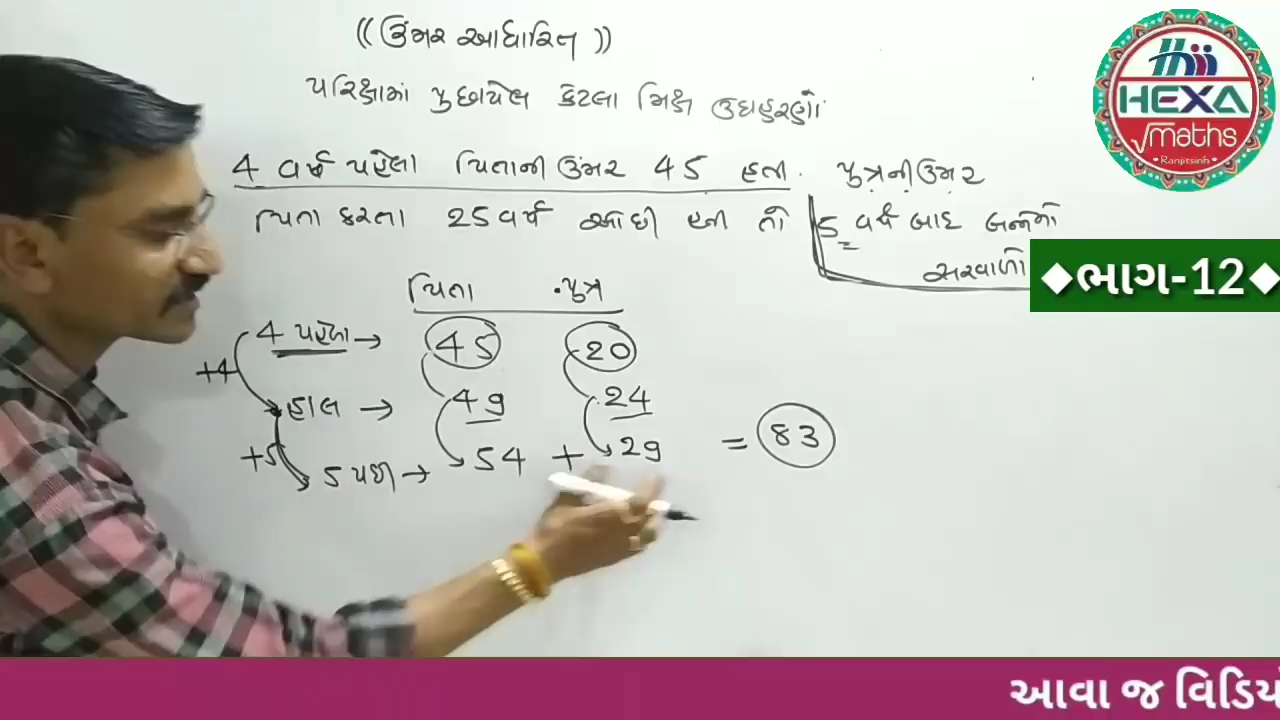 ((ઉંમર આધારિત))
પરિક્ષામાં પુછાયેલ કેટલા મિક્ષ ઉદાહરણો
4 વર્ષ પહેલા પિતાની ઉંમર 45 હતી. પુત્રની ઉંમર
પિતા કરતા 25 વર્ષ ઓછી હતી તો 5 વર્ષ બાદ બન્નેનો
સરવાળો
પિતા પુત્ર
4 પહેલા → 45 20
+4
હાલ → 49 24
+5
5 પછી → 54 + 29 = 83
HEXA
√maths
Ranjitsinh
◆ભાગ-12◆
આવા જ વિડિય